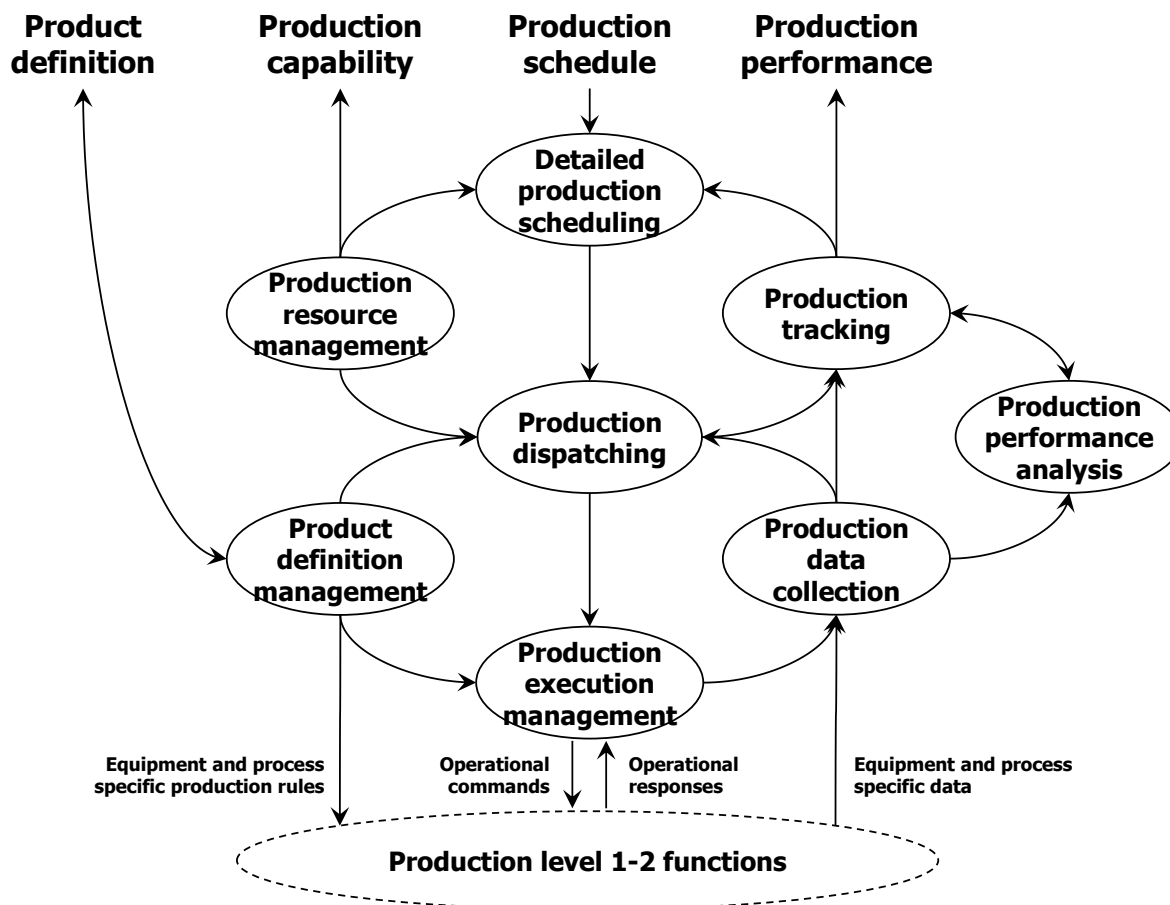 Product
definition
Production
capability
Production
schedule
Production
performance
Detailed
production
scheduling
Production
resource
management
Production
tracking
Production
dispatching
Production
performance
analysis
Product
definition
management
Production
data
collection
Production
execution
management
Equipment and process
specific production rules
Operational
commands
Operational
responses
Equipment and process
specific data
Production level 1-2 functions